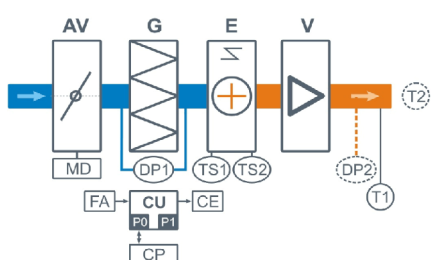 AV G E V
T2
MD DP1 TS1 TS2 DP2
T1
FA CU CE
P0 P1
CP